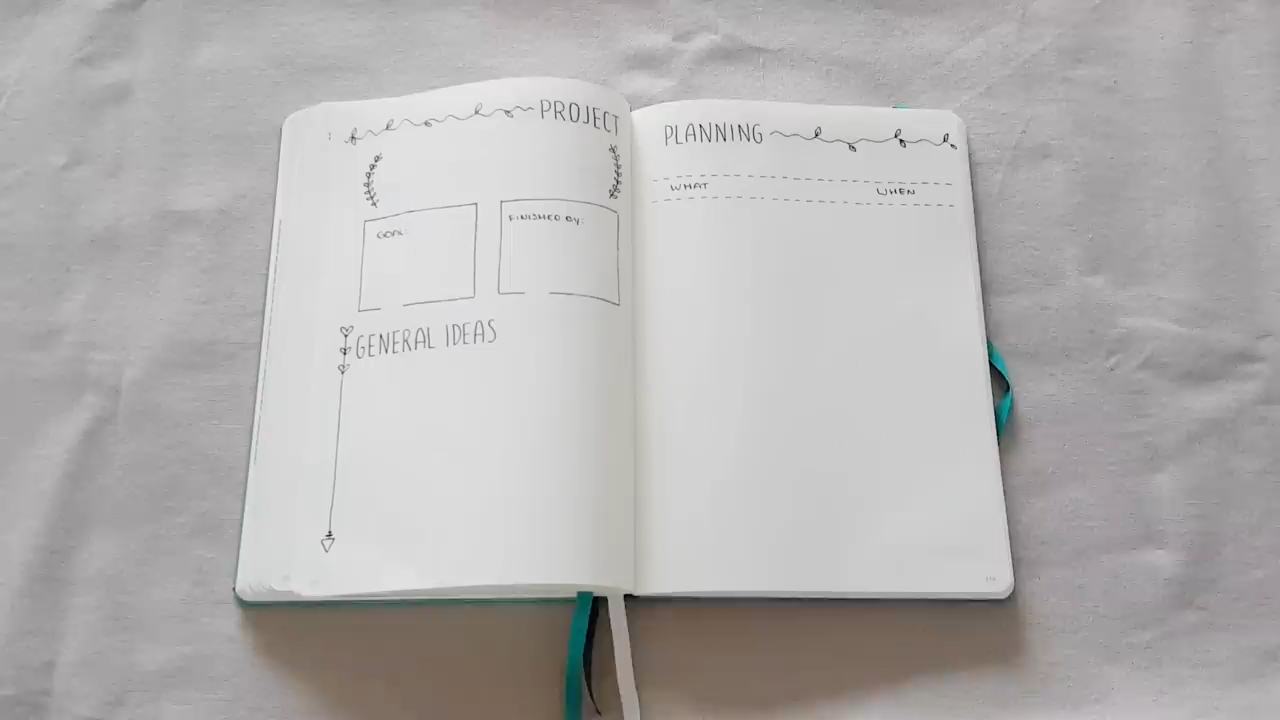 PROJECT
GOAL:
FINISHED BY:
GENERAL IDEAS
PLANNING
WHAT WHEN